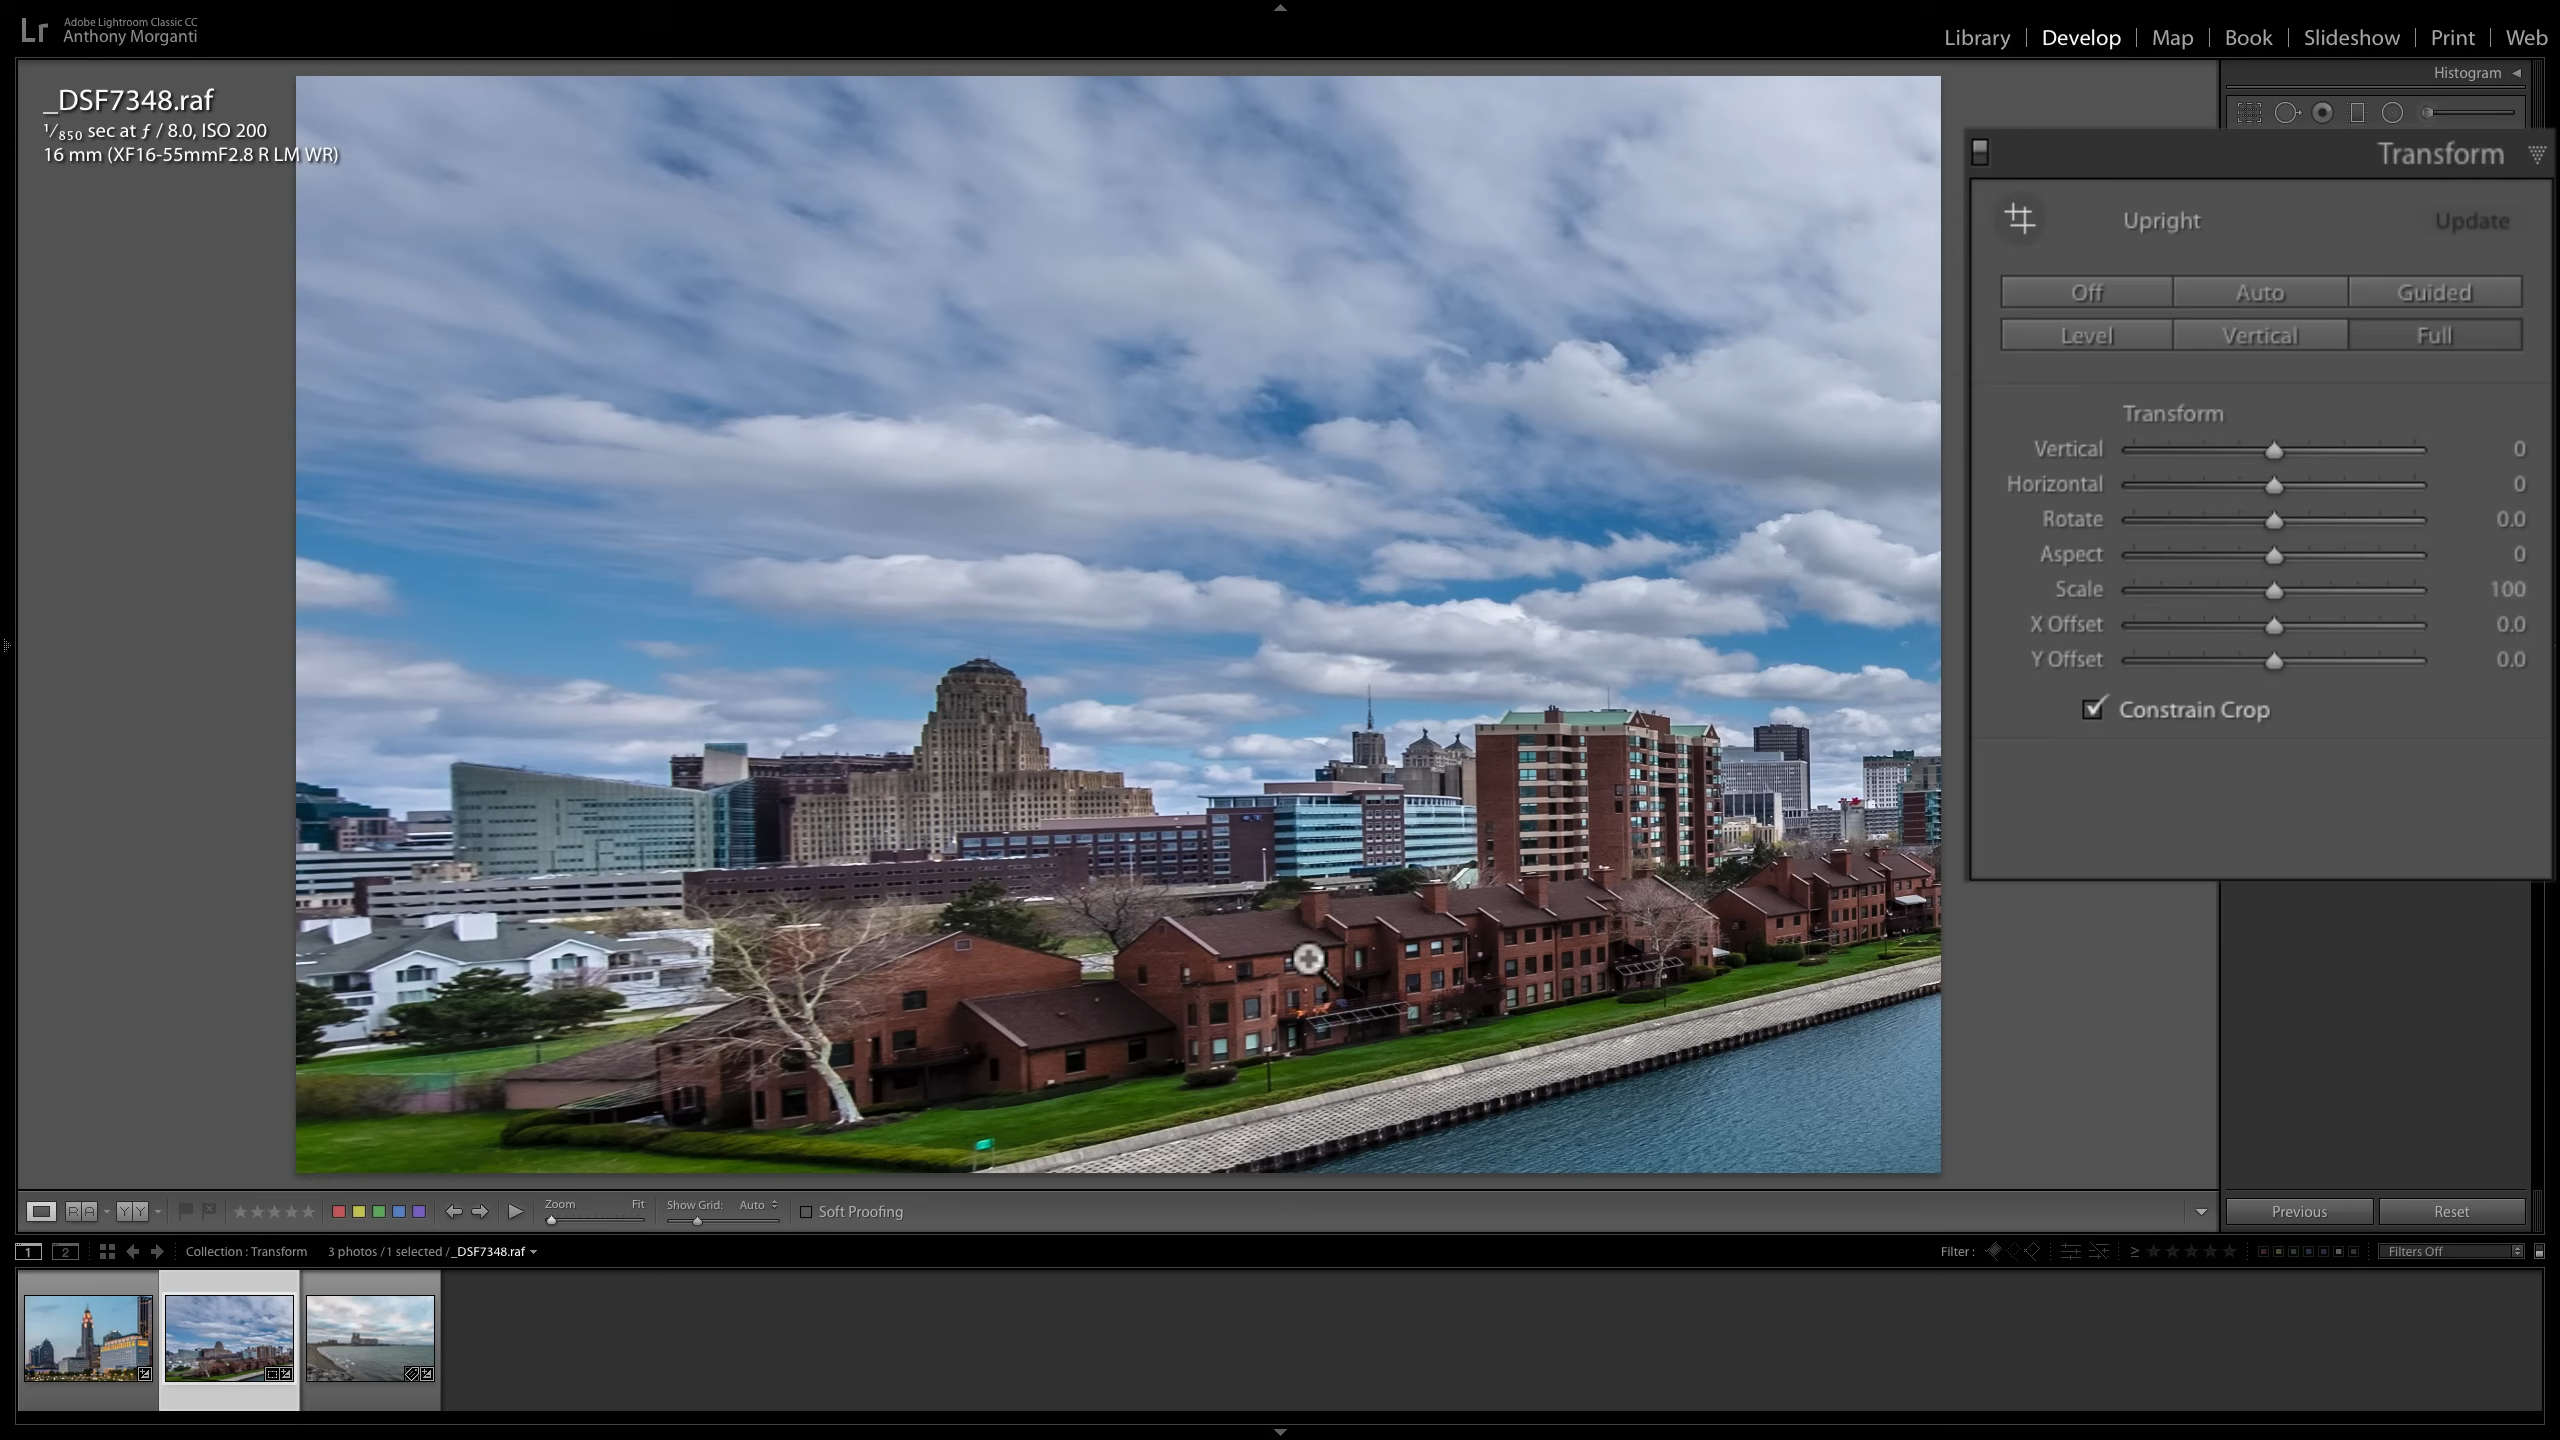 Lr
Adobe Lightroom Classic CC
Anthony Morganti
Library | Develop | Map | Book | Slideshow | Print | Web
Histogram
_DSF7348.raf
1/850 sec at ƒ / 8.0, ISO 200
16 mm (XF16-55mmF2.8 R LM WR)
Transform
Upright Update
Off Auto Guided
Level Vertical Full
Transform
Vertical 0
Horizontal 0
Rotate 0.0
Aspect 0
Scale 100
X Offset 0.0
Y Offset 0.0
Constrain Crop
R A Y Y Zoom Fit Show Grid: Auto Soft Proofing
Previous Reset
1 2 Collection : Transform 3 photos / 1 selected / _DSF7348.raf Filter : ≥ Filters Off